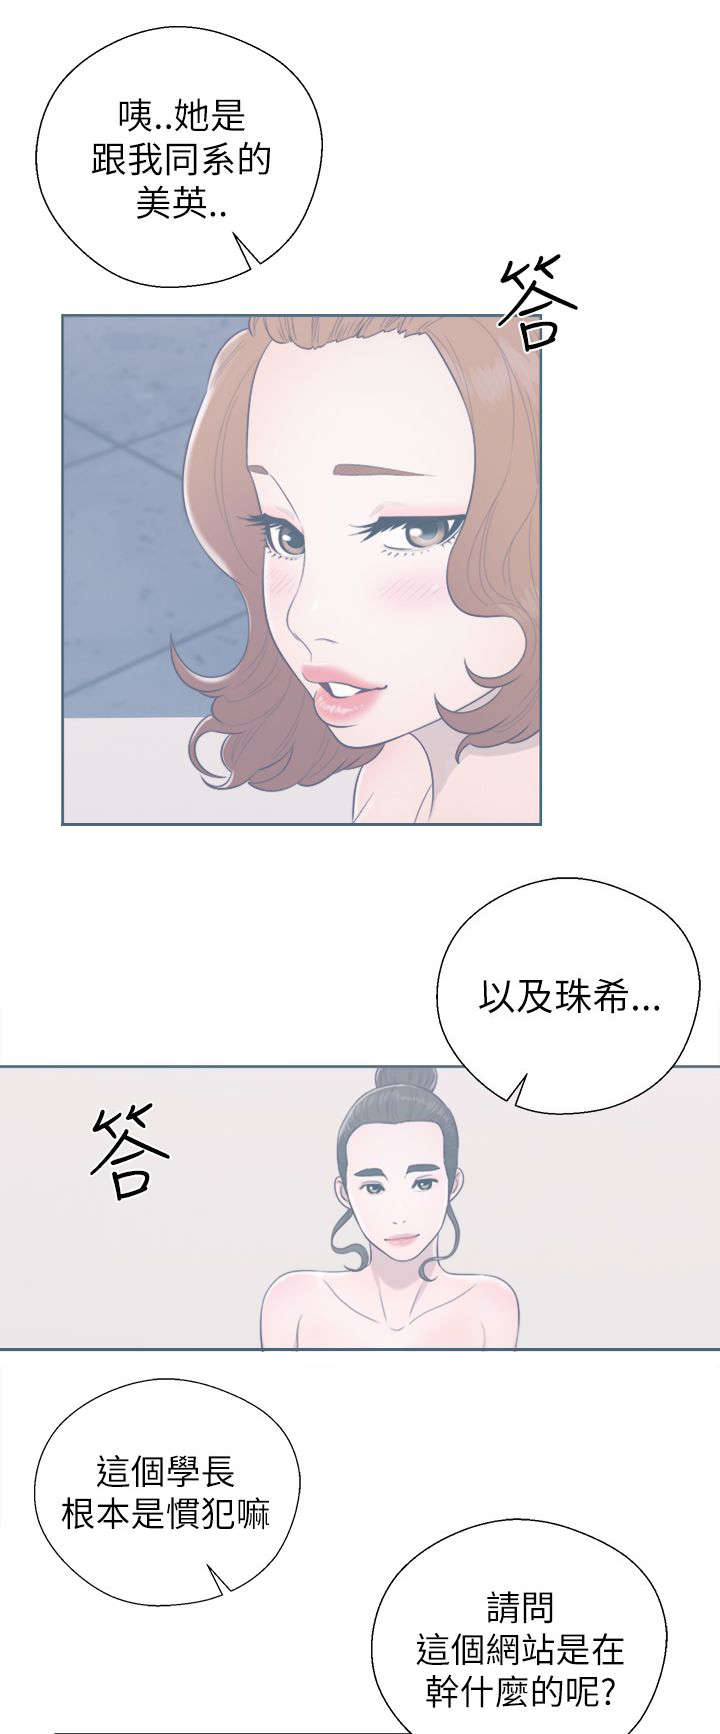 咦..她是
跟我同系的
美英..
答
以及珠希...
答
這個學長
根本是慣犯嘛
請問
這個網站是在
幹什麼的呢?